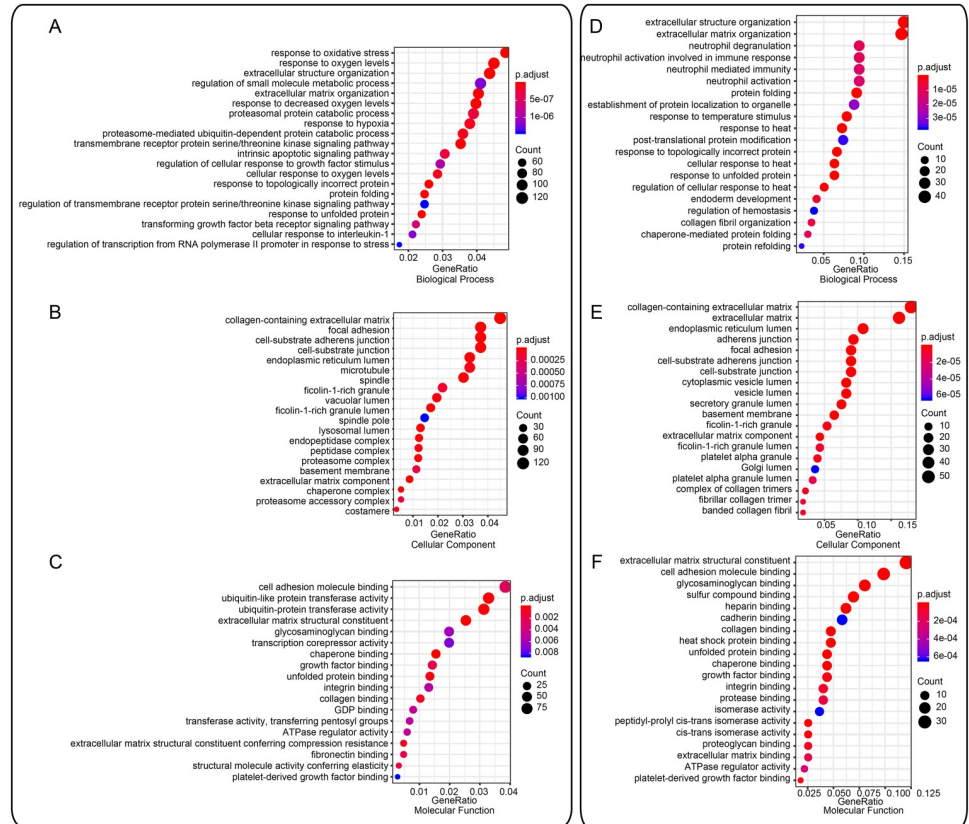 A
response to oxidative stress
response to oxygen levels
extracellular structure organization
regulation of small molecule metabolic process
extracellular matrix organization
response to decreased oxygen levels
proteasomal protein catabolic process
response to hypoxia
proteasome-mediated ubiquitin-dependent protein catabolic process
transmembrane receptor protein serine/threonine kinase signaling pathway
intrinsic apoptotic signaling pathway
regulation of cellular response to growth factor stimulus
cellular response to oxygen levels
response to topologically incorrect protein
protein folding
regulation of transmembrane receptor protein serine/threonine kinase signaling pathway
response to unfolded protein
transforming growth factor beta receptor signaling pathway
cellular response to interleukin-1
regulation of transcription from RNA polymerase II promoter in response to stress
0.02 0.03 0.04
GeneRatio
Biological Process
p.adjust
5e-07
1e-06
Count
60
80
100
120
B
collagen-containing extracellular matrix
focal adhesion
cell-substrate adherens junction
cell-substrate junction
endoplasmic reticulum lumen
microtubule
spindle
ficolin-1-rich granule
vacuolar lumen
ficolin-1-rich granule lumen
spindle pole
lysosomal lumen
endopeptidase complex
peptidase complex
proteasome complex
basement membrane
extracellular matrix component
chaperone complex
proteasome accessory complex
costamere
0.01 0.02 0.03 0.04
GeneRatio
Cellular Component
p.adjust
0.00025
0.00050
0.00075
0.00100
Count
30
60
90
120
C
cell adhesion molecule binding
ubiquitin-like protein transferase activity
ubiquitin-protein transferase activity
extracellular matrix structural constituent
glycosaminoglycan binding
transcription corepressor activity
chaperone binding
growth factor binding
unfolded protein binding
integrin binding
collagen binding
GDP binding
transferase activity, transferring pentosyl groups
ATPase regulator activity
extracellular matrix structural constituent conferring compression resistance
fibronectin binding
structural molecule activity conferring elasticity
platelet-derived growth factor binding
0.01 0.02 0.03 0.04
GeneRatio
Molecular Function
p.adjust
0.002
0.004
0.006
0.008
Count
25
50
75
D
extracellular structure organization
extracellular matrix organization
neutrophil degranulation
neutrophil activation involved in immune response
neutrophil mediated immunity
neutrophil activation
protein folding
establishment of protein localization to organelle
response to temperature stimulus
response to heat
post-translational protein modification
response to topologically incorrect protein
cellular response to heat
response to unfolded protein
regulation of cellular response to heat
endoderm development
regulation of hemostasis
collagen fibril organization
chaperone-mediated protein folding
protein refolding
0.05 0.10 0.15
GeneRatio
Biological Process
p.adjust
1e-05
2e-05
3e-05
Count
10
20
30
40
E
collagen-containing extracellular matrix
extracellular matrix
endoplasmic reticulum lumen
adherens junction
focal adhesion
cell-substrate adherens junction
cell-substrate junction
cytoplasmic vesicle lumen
vesicle lumen
secretory granule lumen
basement membrane
ficolin-1-rich granule
extracellular matrix component
ficolin-1-rich granule lumen
platelet alpha granule
Golgi lumen
platelet alpha granule lumen
complex of collagen trimers
fibrillar collagen trimer
banded collagen fibril
0.05 0.10 0.15
GeneRatio
Cellular Component
p.adjust
2e-05
4e-05
6e-05
Count
10
20
30
40
50
F
extracellular matrix structural constituent
cell adhesion molecule binding
glycosaminoglycan binding
sulfur compound binding
heparin binding
cadherin binding
collagen binding
heat shock protein binding
unfolded protein binding
chaperone binding
growth factor binding
integrin binding
protease binding
isomerase activity
peptidyl-prolyl cis-trans isomerase activity
cis-trans isomerase activity
proteoglycan binding
extracellular matrix binding
ATPase regulator activity
platelet-derived growth factor binding
0.025 0.050 0.075 0.100 0.125
GeneRatio
Molecular Function
p.adjust
2e-04
4e-04
6e-04
Count
10
20
30